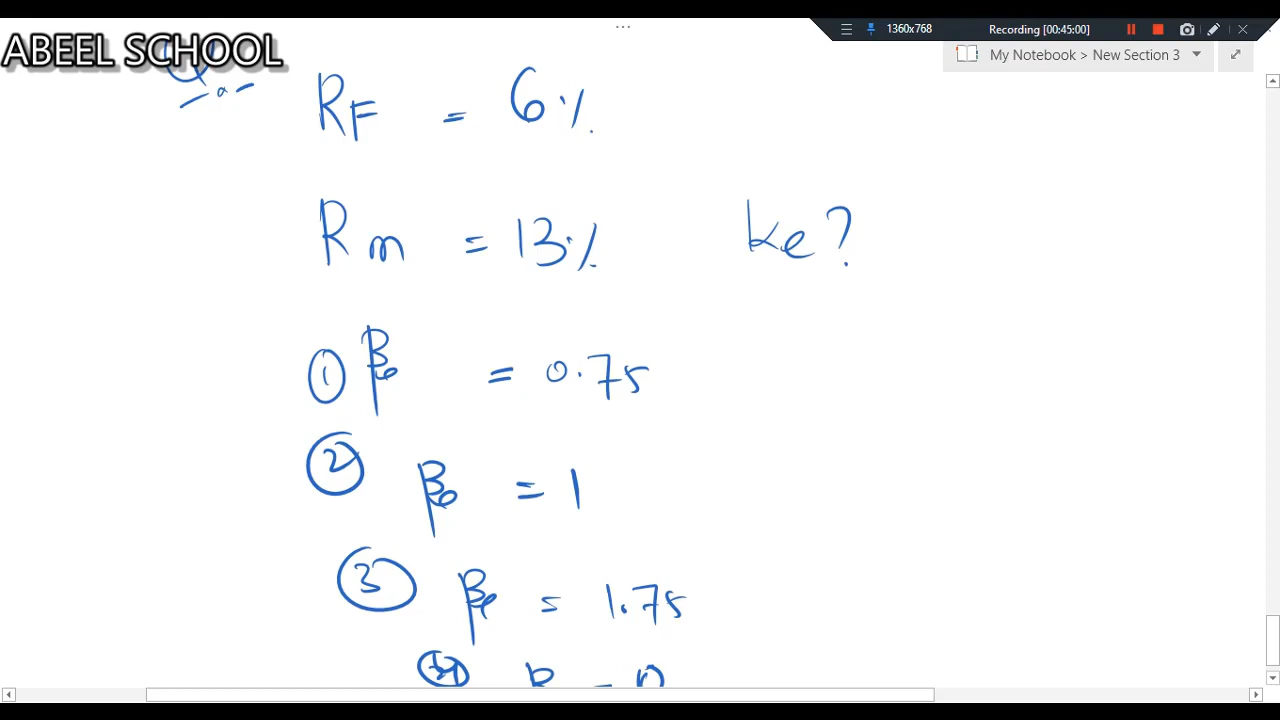 1360x768
Recording [00:45:00]
ABEEL SCHOOL
My Notebook > New Section 3
Q
RF = 6%
Rm = 13% ke?
① βe = 0.75
② βe = 1
③ βe = 1.75